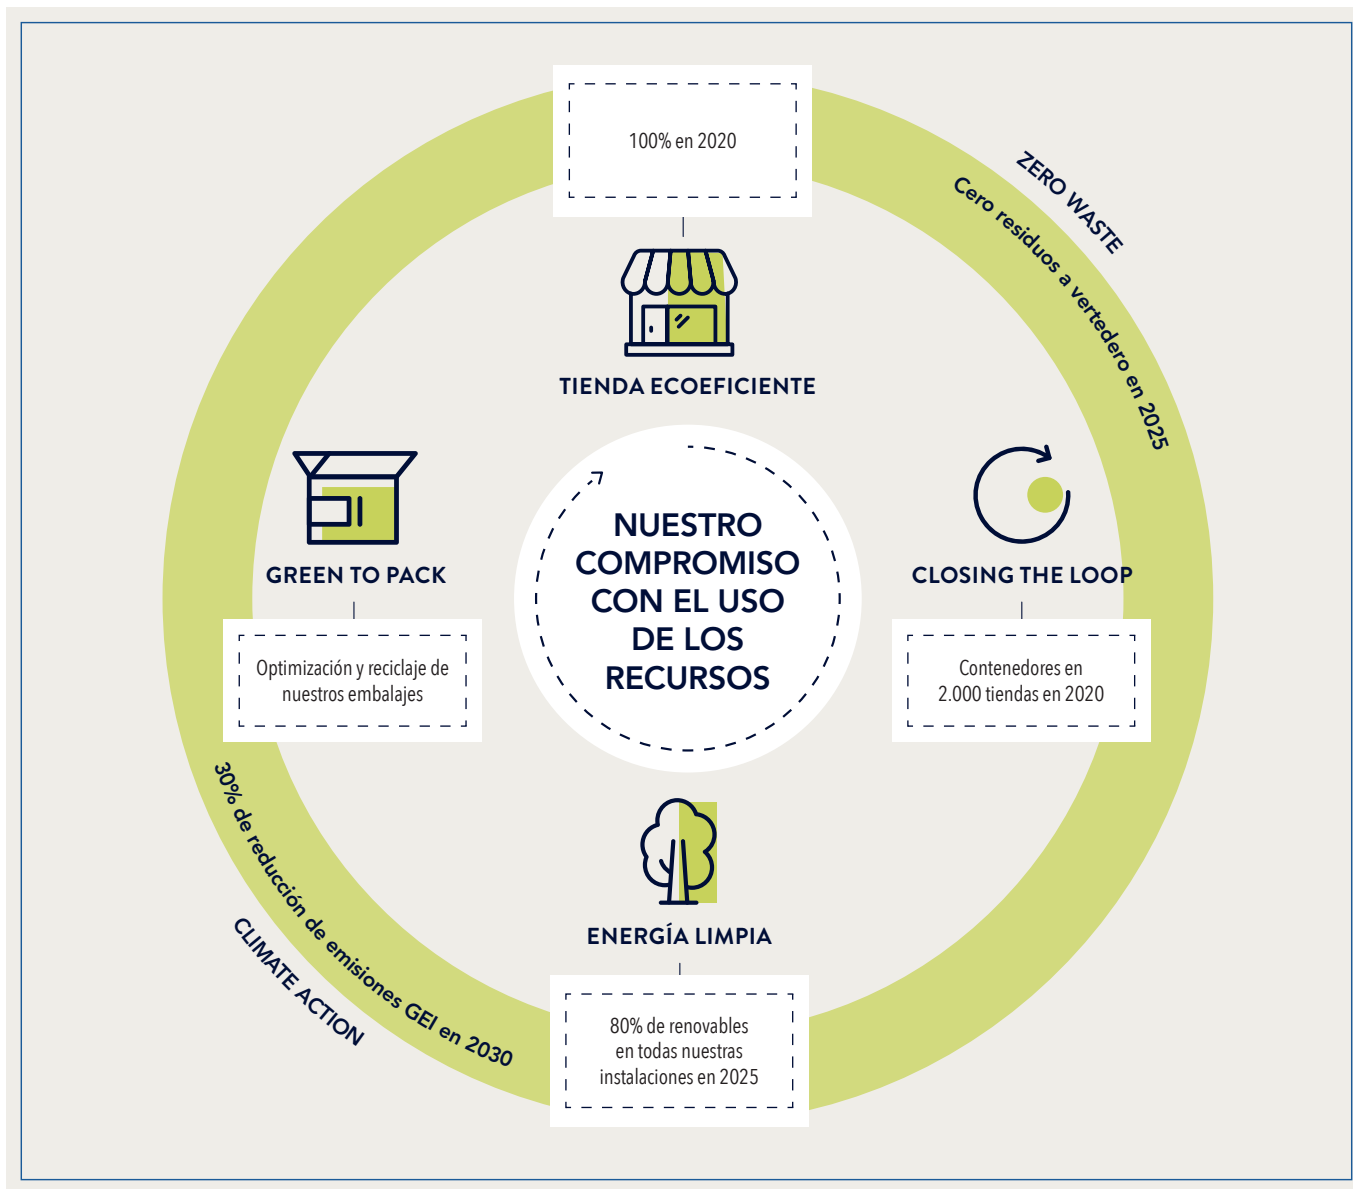 100% en 2020
TIENDA ECOEFICIENTE
ZERO WASTE
Cero residuos a vertedero en 2025
GREEN TO PACK
Optimización y reciclaje de
nuestros embalajes
NUESTRO
COMPROMISO
CON EL USO
DE LOS
RECURSOS
CLOSING THE LOOP
Contenedores en
2.000 tiendas en 2020
30% de reducción de emisiones GEI en 2030
CLIMATE ACTION
ENERGÍA LIMPIA
80% de renovables
en todas nuestras
instalaciones en 2025